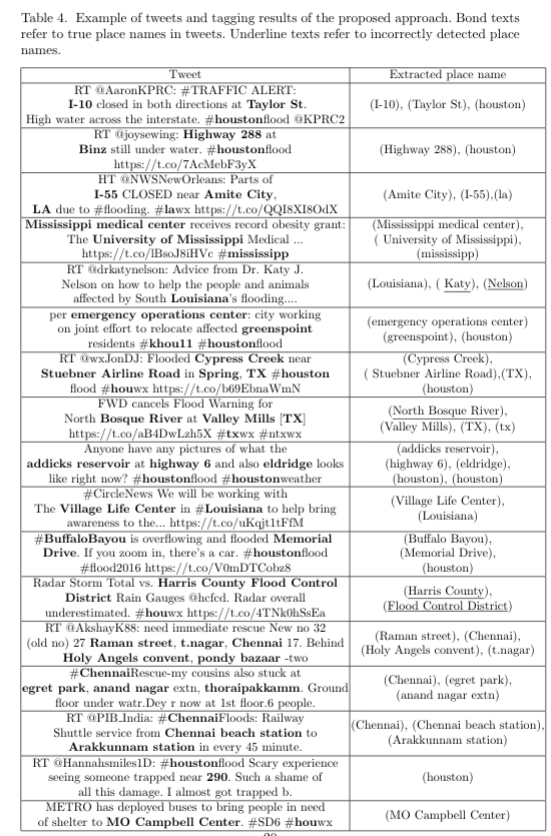 Table 4. Example of tweets and tagging results of the proposed approach. Bond texts
refer to true place names in tweets. Underline texts refer to incorrectly detected place
names.
Tweet
Extracted place name
RT @AaronKPRC: #TRAFFIC ALERT:
I-10 closed in both directions at Taylor St.
High water across the interstate. #houstonflood @KPRC2
(I-10), (Taylor St), (houston)
RT @joysewing: Highway 288 at
Binz still under water. #houstonflood
https://t.co/7AcMebF3yX
(Highway 288), (houston)
HT @NWSNewOrleans: Parts of
I-55 CLOSED near Amite City,
LA due to #flooding. #lawx https://t.co/QQI8XI8OdX
(Amite City), (I-55),(la)
Mississippi medical center receives record obesity grant:
The University of Mississippi Medical ...
https://t.co/lBsoJSiHVc #mississipp
(Mississippi medical center),
( University of Mississippi),
(mississipp)
RT @drkatynelson: Advice from Dr. Katy J.
Nelson on how to help the people and animals
affected by South Louisiana's flooding....
(Louisiana), ( Katy), (Nelson)
per emergency operations center: city working
on joint effort to relocate affected greenspoint
residents #khou11 #houstonflood
(emergency operations center)
(greenspoint), (houston)
RT @wxJonDJ: Flooded Cypress Creek near
Stuebner Airline Road in Spring, TX #houston
flood #houwx https://t.co/b69EbnaWmN
(Cypress Creek),
( Stuebner Airline Road),(TX),
(houston)
FWD cancels Flood Warning for
North Bosque River at Valley Mills [TX]
https://t.co/aB4DwLzh5X #txwx #ntxwx
(North Bosque River),
(Valley Mills), (TX), (tx)
Anyone have any pictures of what the
addicks reservoir at highway 6 and also eldridge looks
like right now? #houstonflood #houstonweather
(addicks reservoir),
(highway 6), (eldridge),
(houston), (houston)
#CircleNews We will be working with
The Village Life Center in #Louisiana to help bring
awareness to the... https://t.co/uKqjt1tFfM
(Village Life Center),
(Louisiana)
#BuffaloBayou is overflowing and flooded Memorial
Drive. If you zoom in, there's a car. #houstonflood
#flood2016 https://t.co/V0mDTCobz8
(Buffalo Bayou),
(Memorial Drive),
(houston)
Radar Storm Total vs. Harris County Flood Control
District Rain Gauges @hcfcd. Radar overall
underestimated. #houwx https://t.co/4TNk0hSsEa
(Harris County),
(Flood Control District)
RT @AkshayK88: need immediate rescue New no 32
(old no) 27 Raman street, t.nagar, Chennai 17. Behind
Holy Angels convent, pondy bazaar -two
(Raman street), (Chennai),
(Holy Angels convent), (t.nagar)
#ChennaiRescue-my cousins also stuck at
egret park, anand nagar extn, thoraipakkamm. Ground
floor under watr.Dey r now at 1st floor.6 people.
(Chennai), (egret park),
(anand nagar extn)
RT @PIB_India: #ChennaiFloods: Railway
Shuttle service from Chennai beach station to
Arakkunnam station in every 45 minute.
(Chennai), (Chennai beach station),
(Arakkunnam station)
RT @Hannahsmiles1D: #houstonflood Scary experience
seeing someone trapped near 290. Such a shame of
all this damage. I almost got trapped b.
(houston)
METRO has deployed buses to bring people in need
of shelter to MO Campbell Center. #SD6 #houwx
(MO Campbell Center)